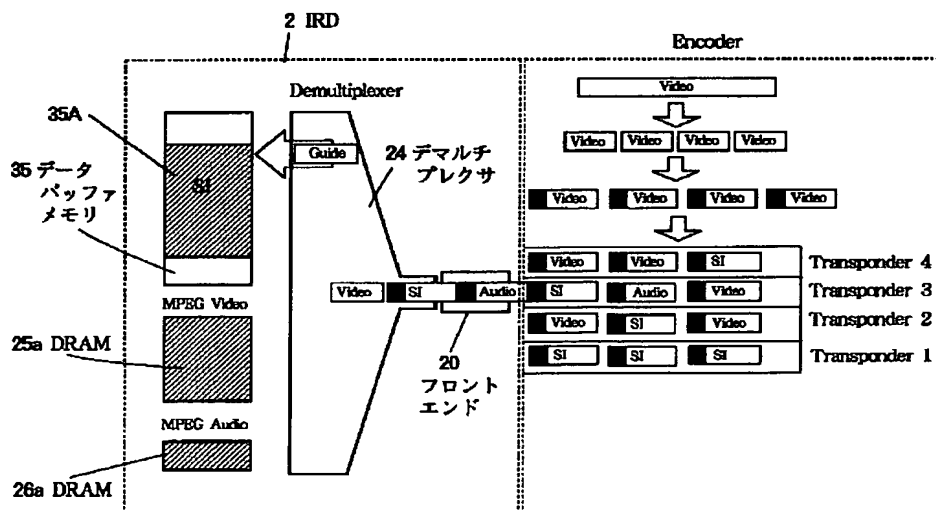 2 IRD
Encoder
Demultiplexer
35A
35 データ
バッファ
メモリ
SI
Guide
24 デマルチ
プレクサ
Video
SI
Audio
20
フロント
エンド
MPEG Video
25a DRAM
MPEG Audio
26a DRAM
Video
Video Video Video Video
Video Video Video Video
Video Video SI Transponder 4
SI Audio Video Transponder 3
Video SI Video Transponder 2
SI SI SI Transponder 1